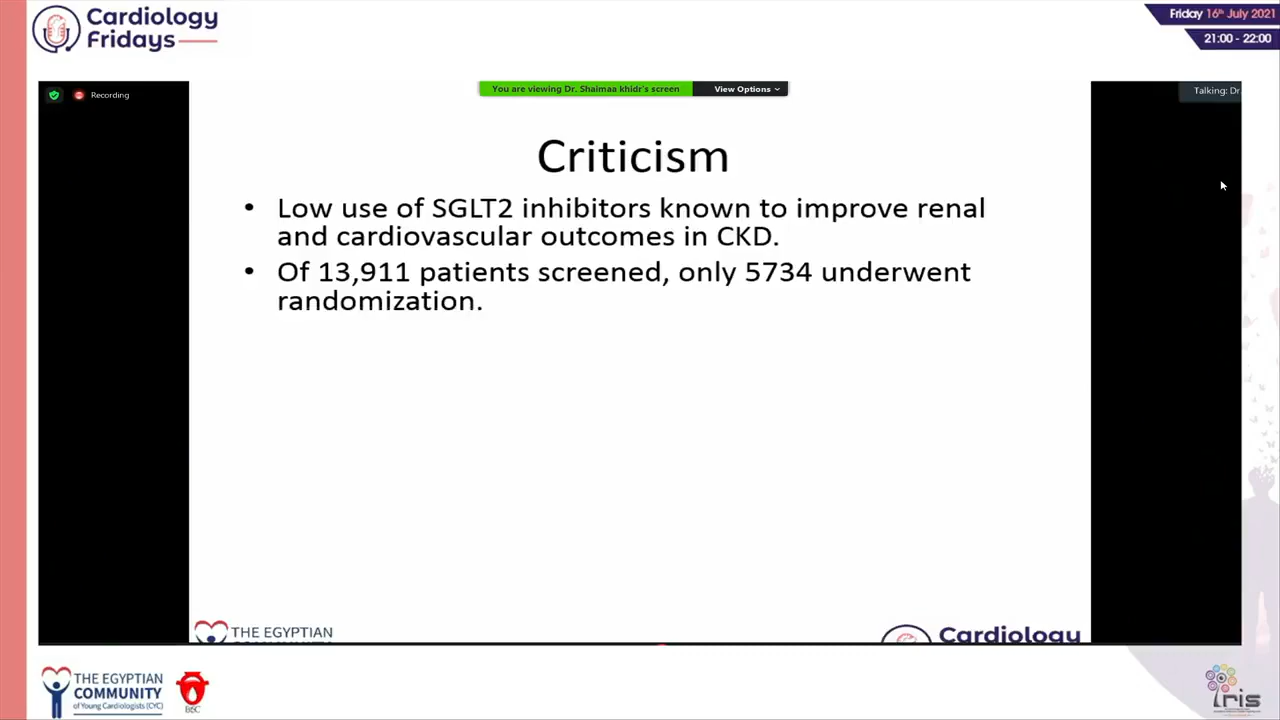 Cardiology
Fridays
Friday 16th July 2021
21:00 - 22:00
Recording
You are viewing Dr. Shaimaa khidr's screen
View Options
Talking: Dr
Criticism
• Low use of SGLT2 inhibitors known to improve renal
and cardiovascular outcomes in CKD.
• Of 13,911 patients screened, only 5734 underwent
randomization.
THE EGYPTIAN
Cardiology
THE EGYPTIAN
COMMUNITY
of Young Cardiologists (CYC)
IRIS